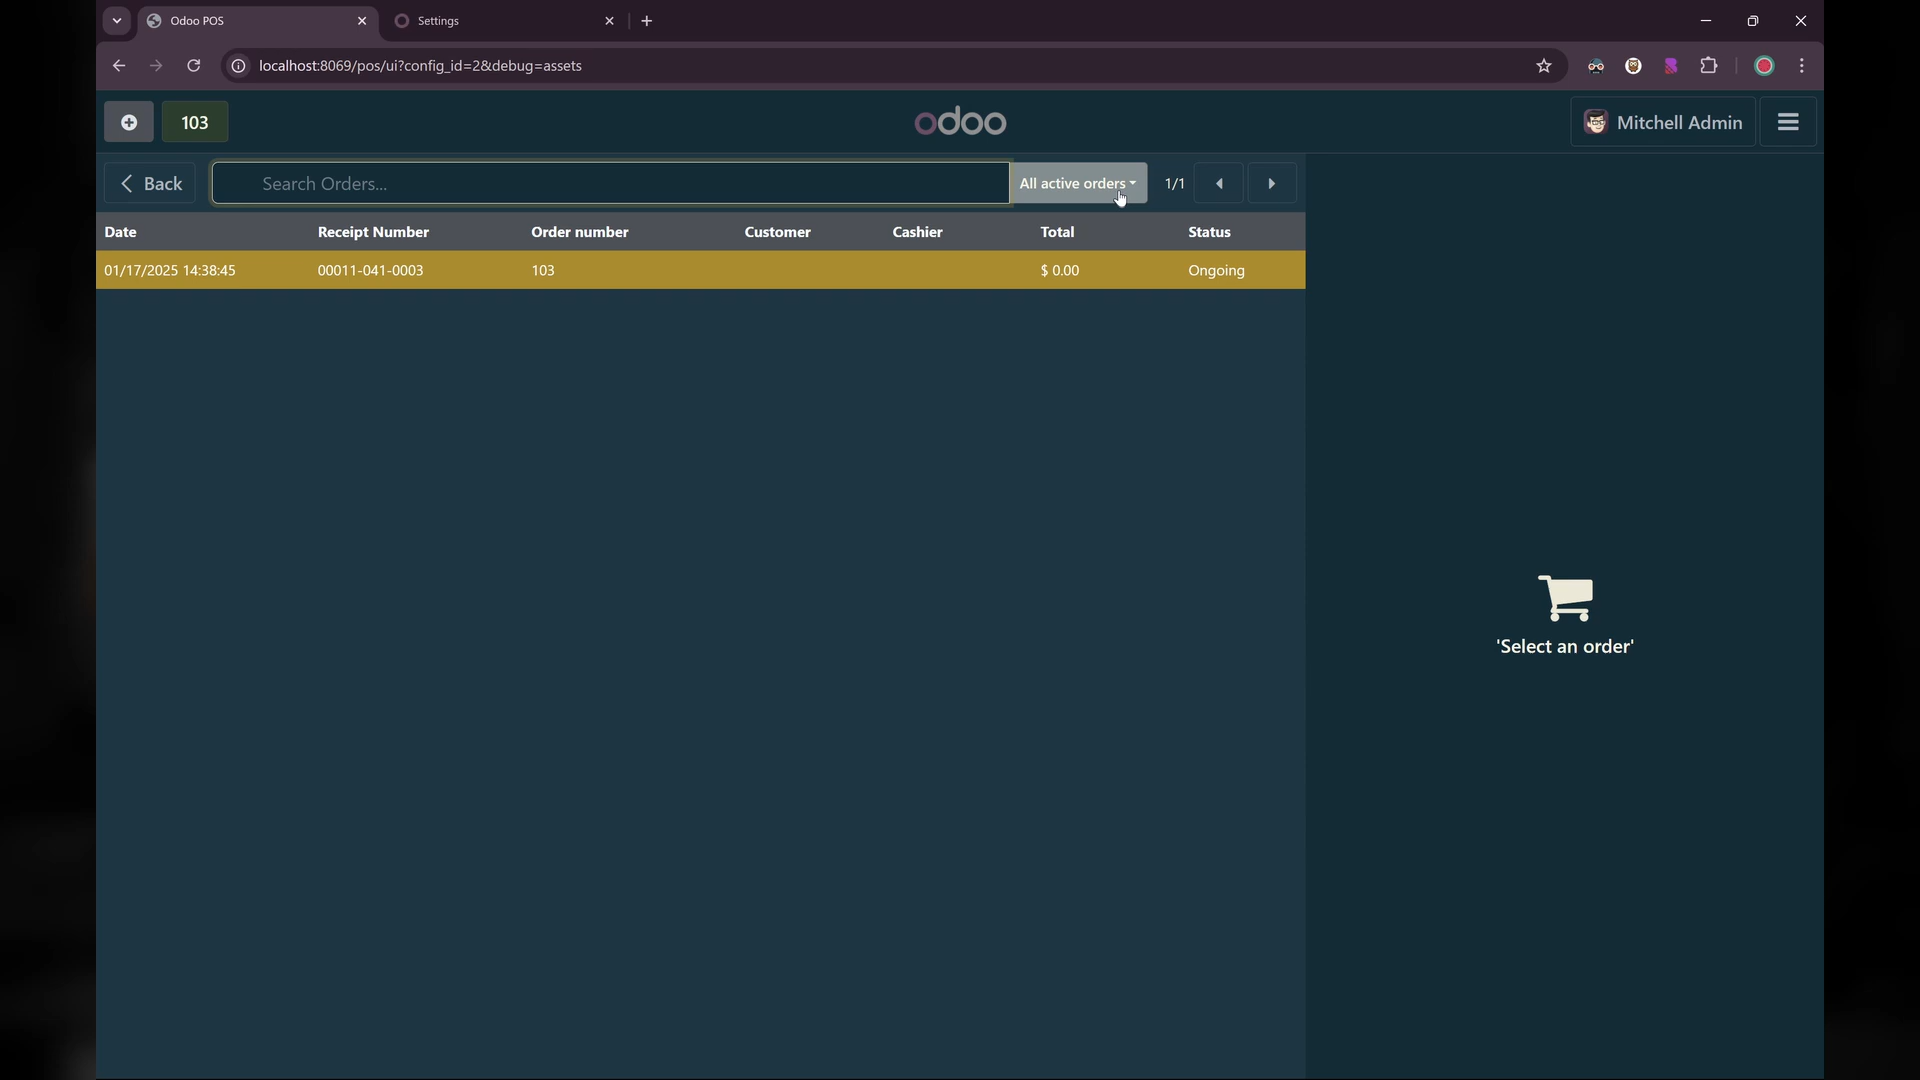 Odoo POS
Settings
localhost:8069/pos/ui?config_id=2&debug=assets
103
odoo
Mitchell Admin
Back
Search Orders...
All active orders
1/1
Date Receipt Number Order number Customer Cashier Total Status
01/17/2025 14:38:45 00011-041-0003 103 $ 0.00 Ongoing
'Select an order'